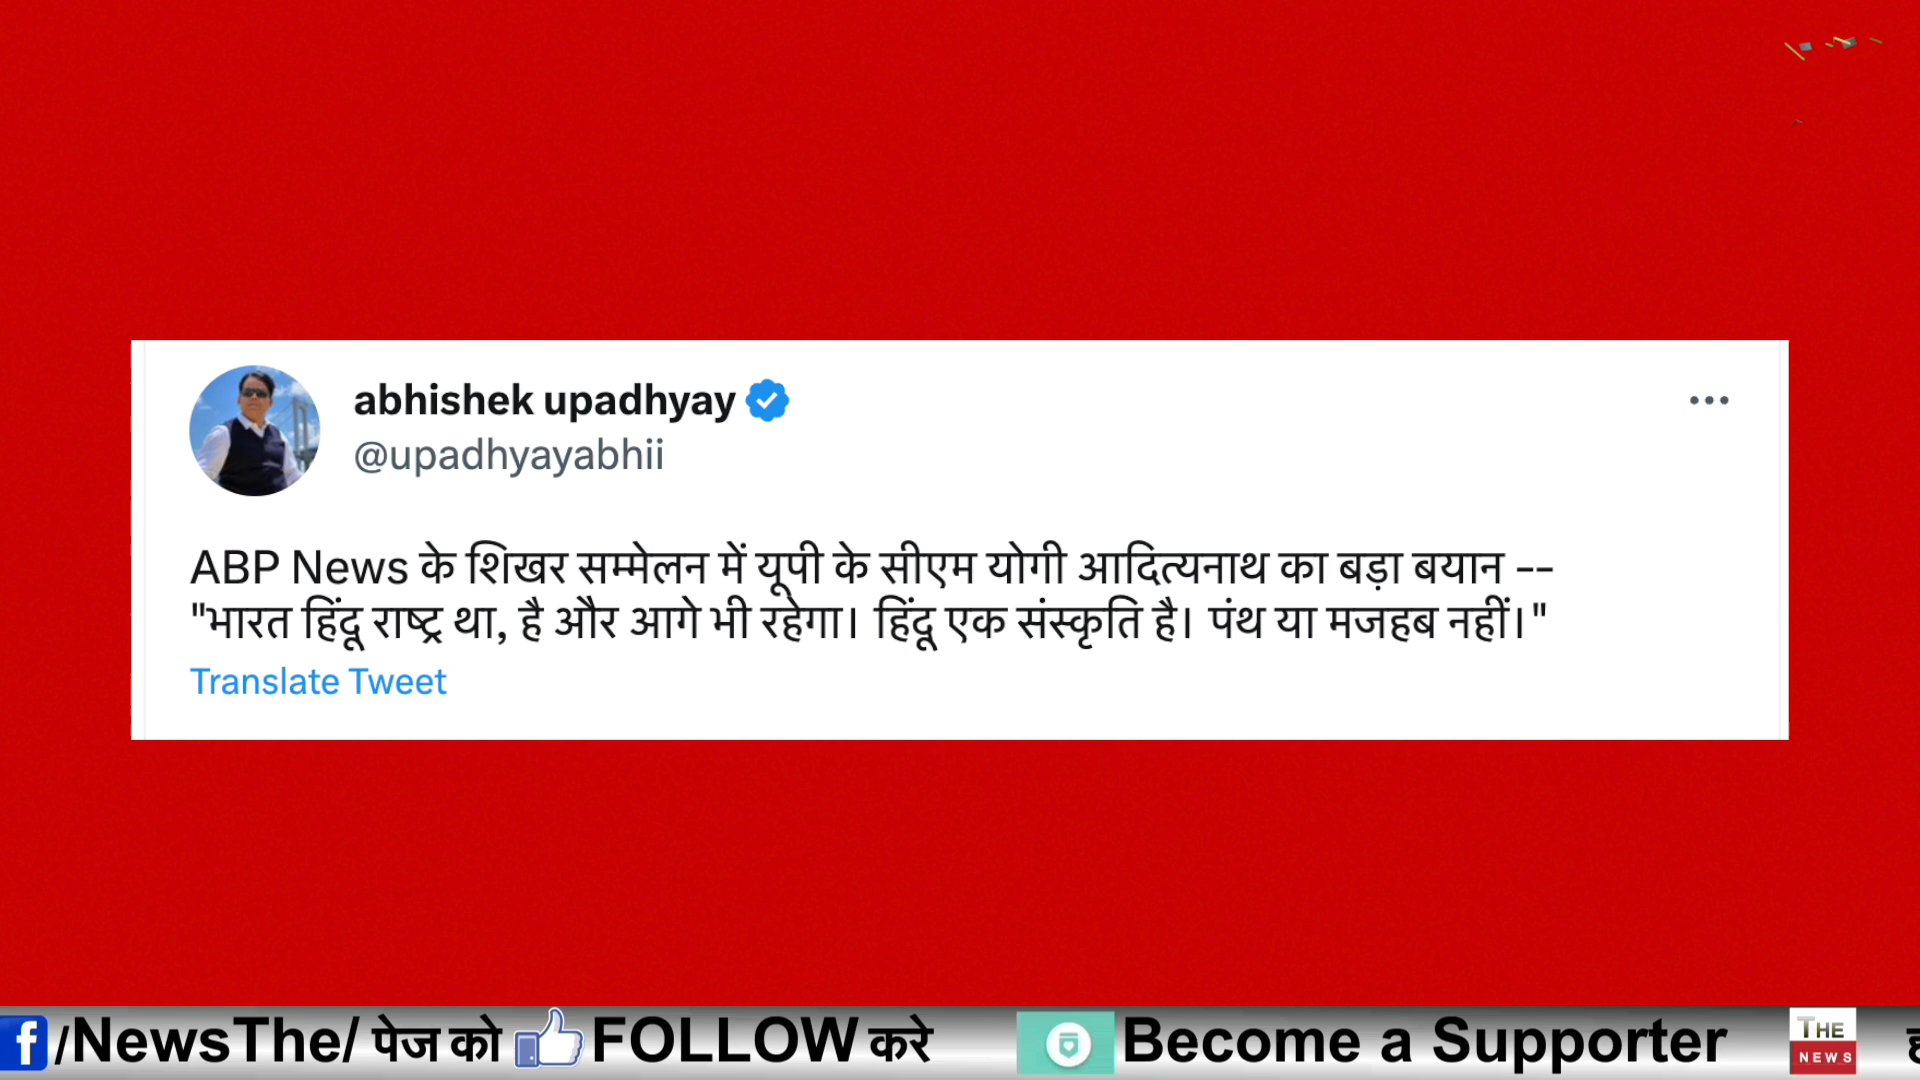 abhishek upadhyay
@upadhyayabhii
ABP News के शिखर सम्मेलन में यूपी के सीएम योगी आदित्यनाथ का बड़ा बयान --
"भारत हिंदू राष्ट्र था, है और आगे भी रहेगा। हिंदू एक संस्कृति है। पंथ या मजहब नहीं।"
Translate Tweet
/NewsThe/ पेज को FOLLOW करे Become a Supporter THE NEWS